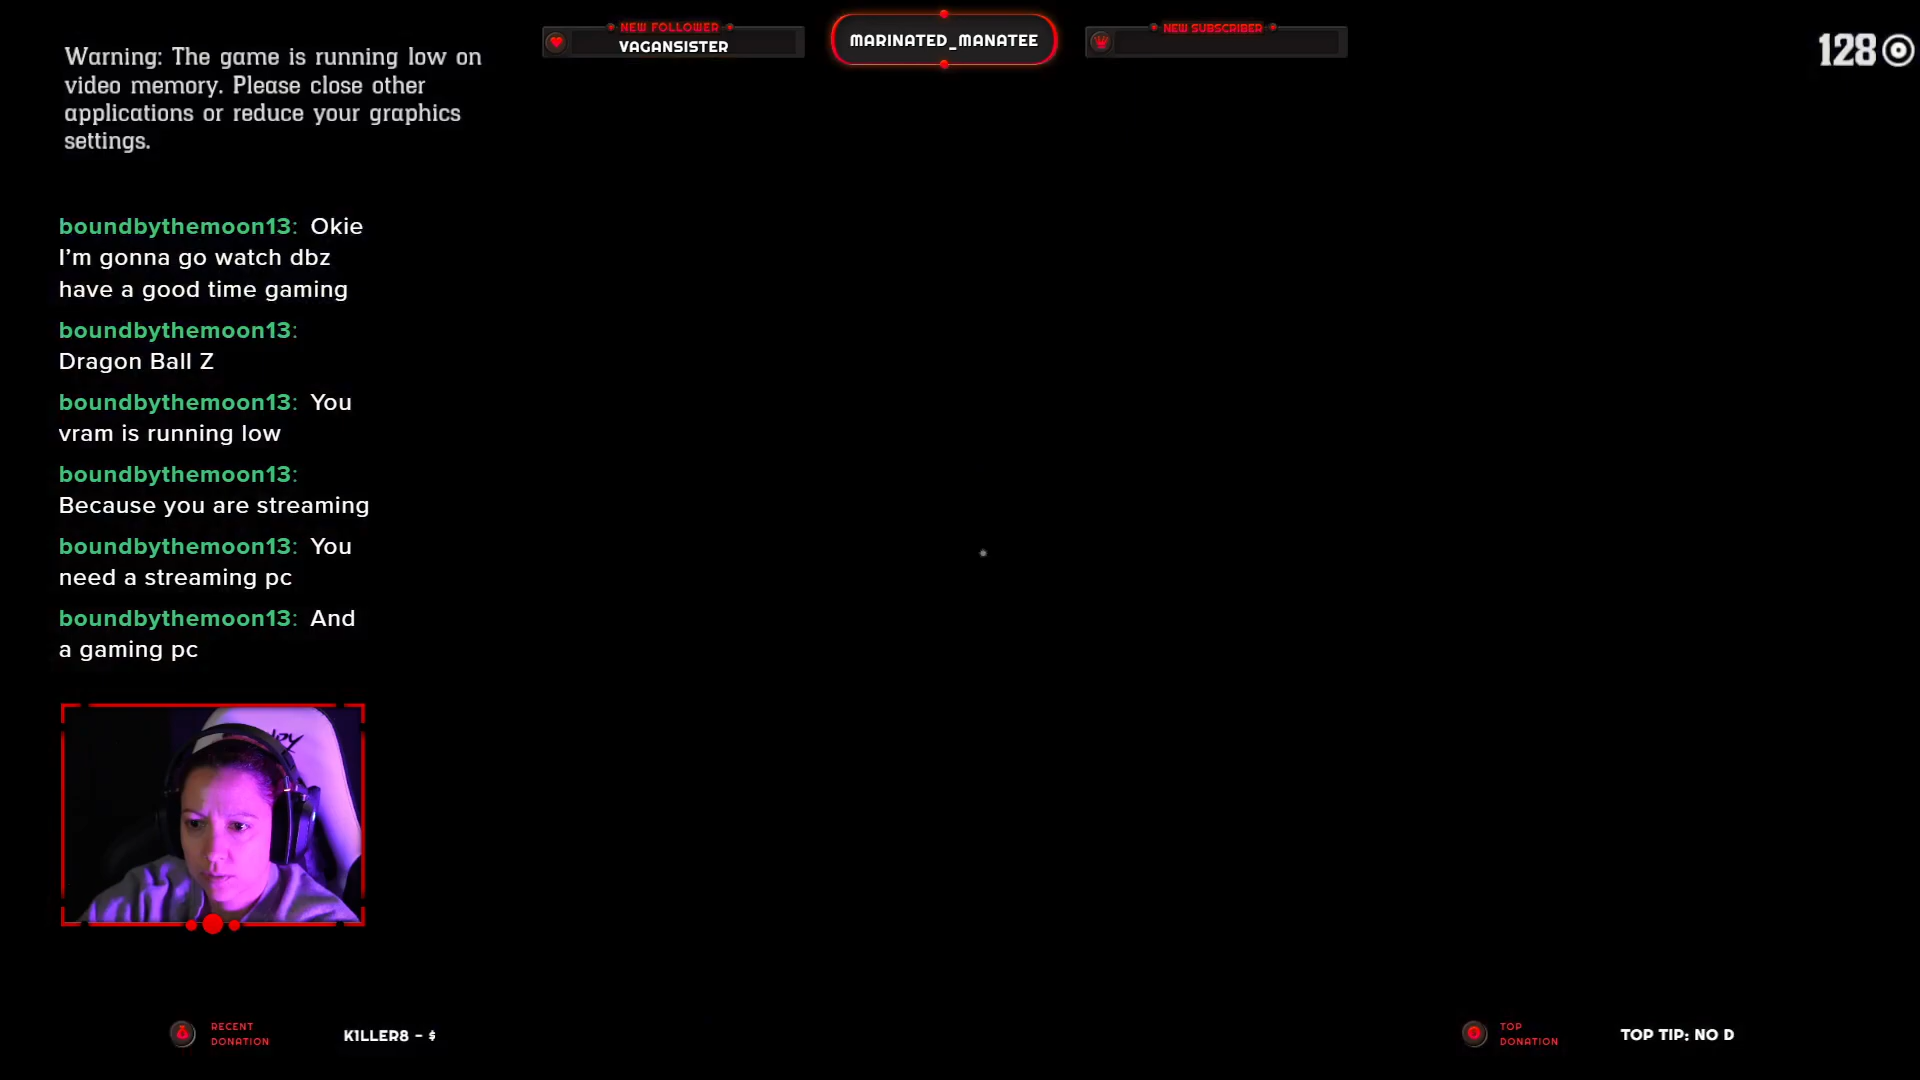 NEW FOLLOWER
VAGANSISTER
MARINATED_MANATEE
NEW SUBSCRIBER
128
Warning: The game is running low on
video memory. Please close other
applications or reduce your graphics
settings.
boundbythemoon13: Okie
I'm gonna go watch dbz
have a good time gaming
boundbythemoon13:
Dragon Ball Z
boundbythemoon13: You
vram is running low
boundbythemoon13:
Because you are streaming
boundbythemoon13: You
need a streaming pc
boundbythemoon13: And
a gaming pc
RECENT
DONATION
K1LLER8 - $
TOP
DONATION
TOP TIP: NO D